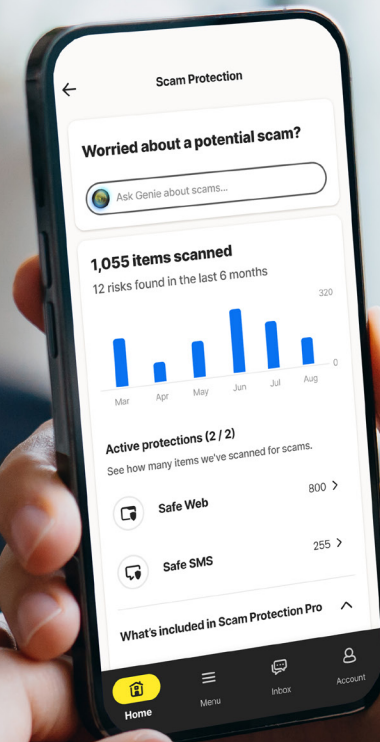 Scam Protection
Worried about a potential scam?
Ask Genie about scams...
1,055 items scanned
12 risks found in the last 6 months
320
0
Mar Apr May Jun Jul Aug
Active protections (2 / 2)
See how many items we've scanned for scams.
Safe Web 800
Safe SMS 255
What's included in Scam Protection Pro
Home Menu Inbox Account